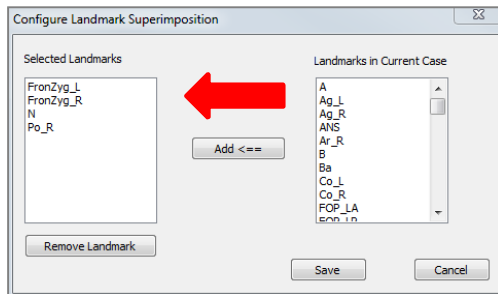 Configure Landmark Superimposition
Selected Landmarks
FronZyg_L
FronZyg_R
N
Po_R
Add <==
Remove Landmark
Landmarks in Current Case
A
Ag_L
Ag_R
ANS
Ar_R
B
Ba
Co_L
Co_R
FOP_LA
Save
Cancel